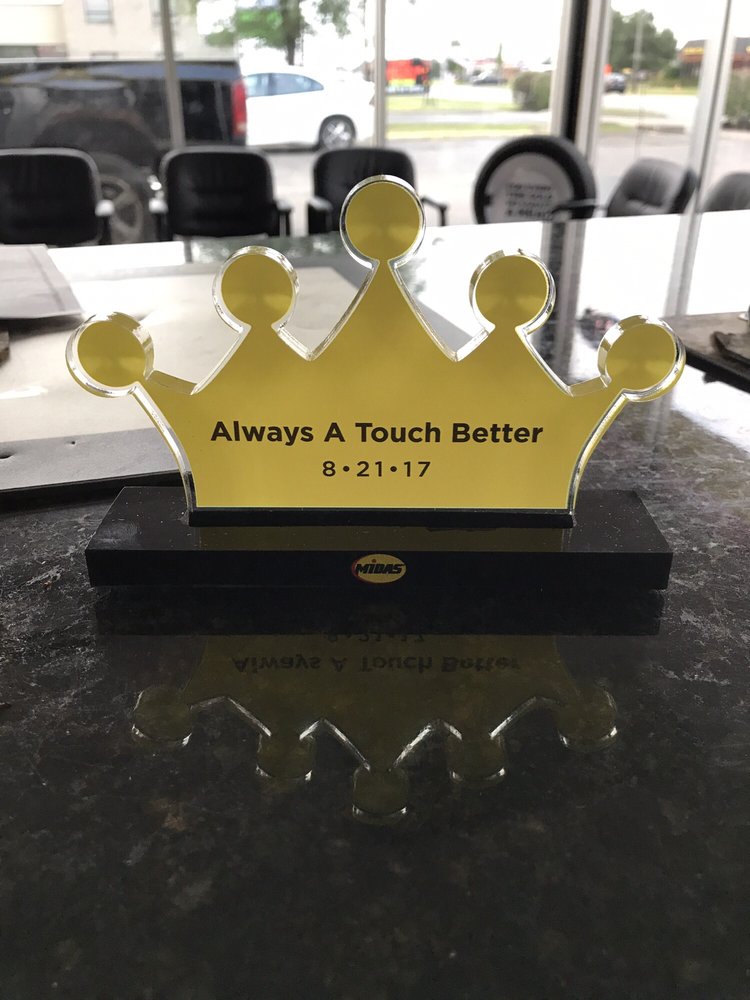 Always A Touch Better
8•21•17
MIDAS